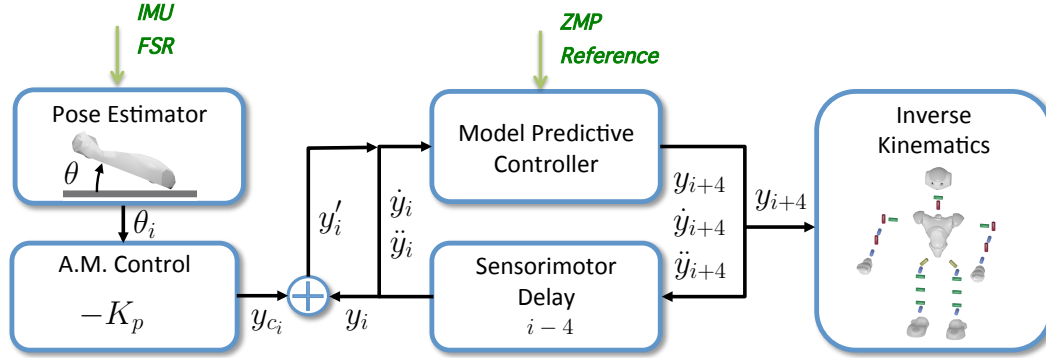 IMU
FSR
ZMP
Reference
Pose Estimator
θ
θ_i
A.M. Control
−K_p
y_{c_i}
y'_i
ẏ_i
ÿ_i
y_i
Model Predictive
Controller
Sensorimotor
Delay
i − 4
y_{i+4}
ẏ_{i+4}
ÿ_{i+4}
y_{i+4}
Inverse
Kinematics